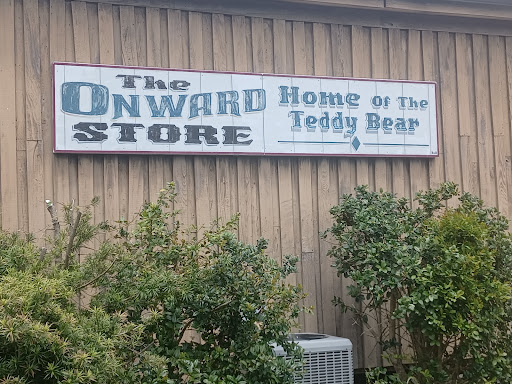 The
ONWARD
STORE
Home Of The
Teddy Bear